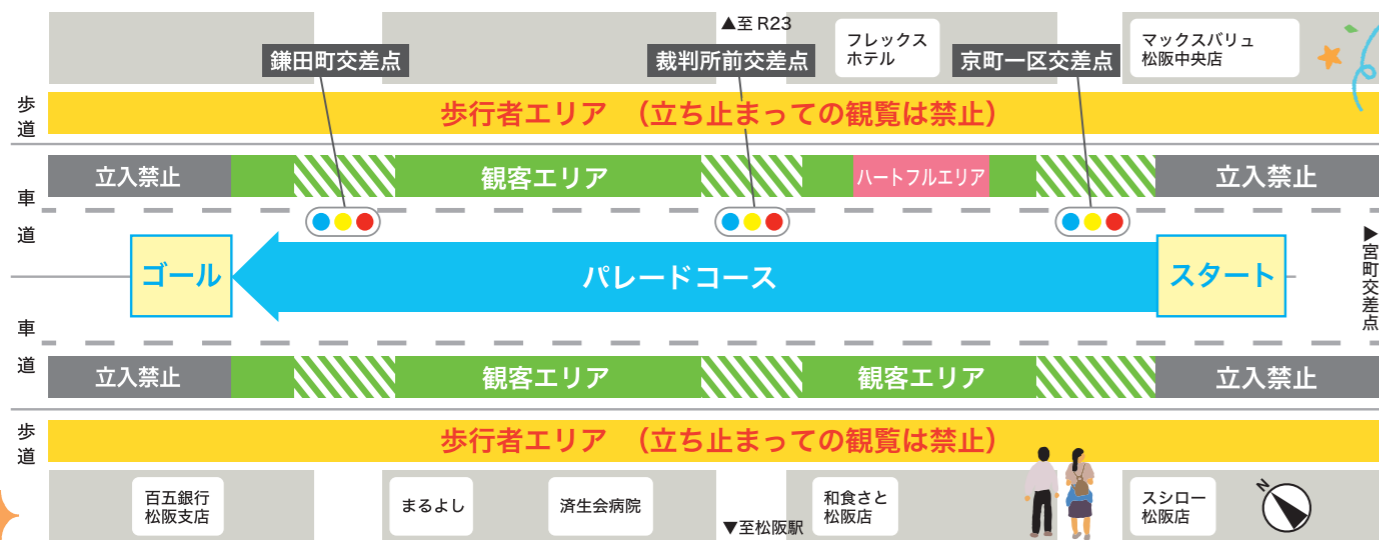 ▲至 R23
フレックス
ホテル
マックスバリュ
松阪中央店
鎌田町交差点
裁判所前交差点
京町一区交差点
歩道
歩行者エリア （立ち止まっての観覧は禁止）
立入禁止
観客エリア
ハートフルエリア
立入禁止
車道
ゴール
パレードコース
スタート
▶宮町交差点
車道
立入禁止
観客エリア
観客エリア
立入禁止
歩道
歩行者エリア （立ち止まっての観覧は禁止）
百五銀行
松阪支店
まるよし
済生会病院
▼至松阪駅
和食さと
松阪店
スシロー
松阪店
N